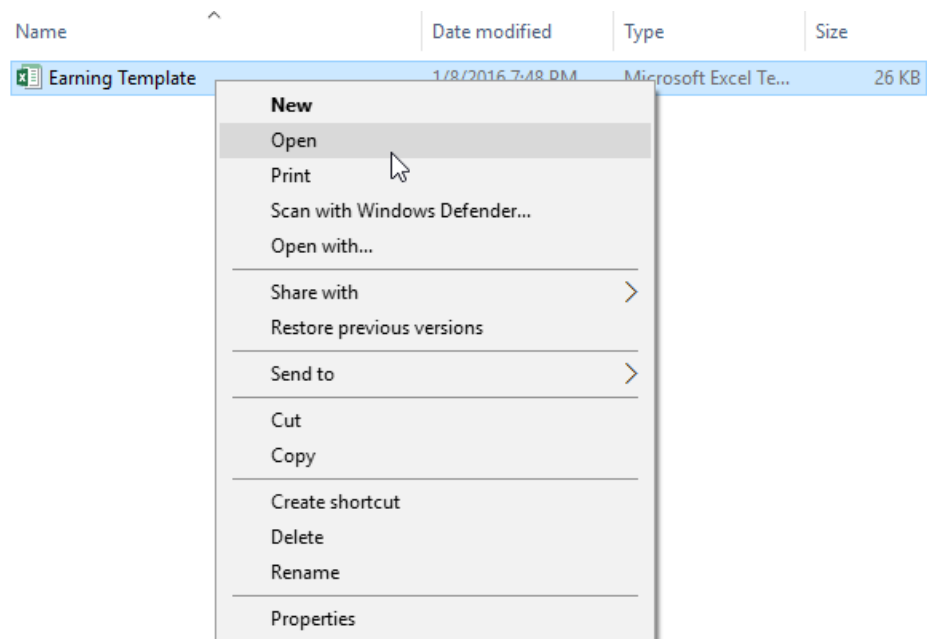 Name Date modified Type Size
Earning Template 1/8/2016 7:48 PM Microsoft Excel Te... 26 KB
New
Open
Print
Scan with Windows Defender...
Open with...
Share with
Restore previous versions
Send to
Cut
Copy
Create shortcut
Delete
Rename
Properties